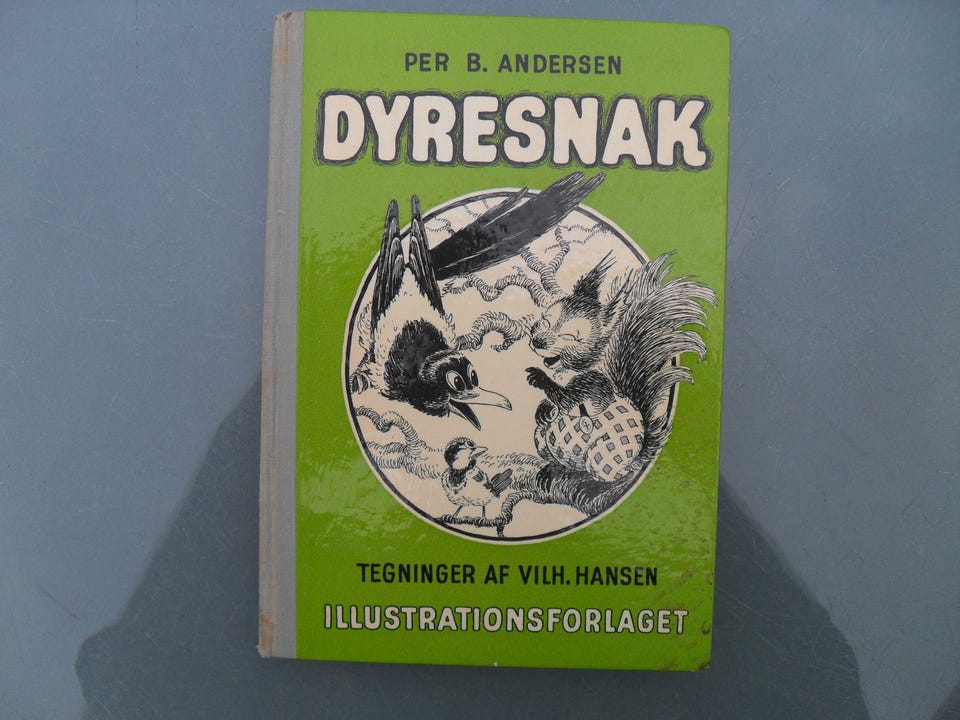 PER B. ANDERSEN
DYRESNAK
TEGNINGER AF VILH. HANSEN
ILLUSTRATIONSFORLAGET